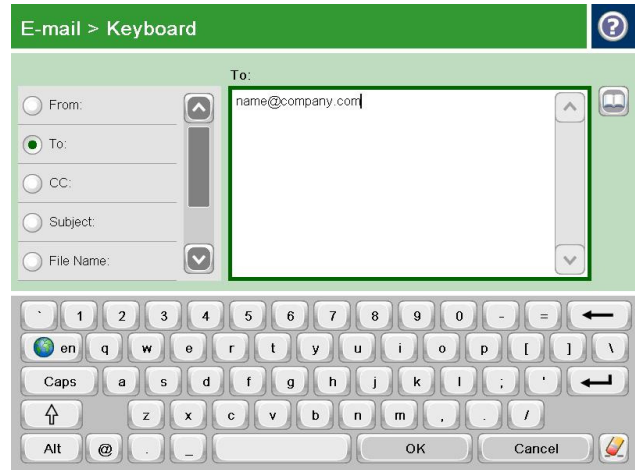 E-mail > Keyboard
?
To:
From:
To:
CC:
Subject:
File Name:
name@company.com
` 1 2 3 4 5 6 7 8 9 0 - =
en q w e r t y u i o p [ ] \
Caps a s d f g h j k l ; '
z x c v b n m , . /
Alt @ . _ OK Cancel